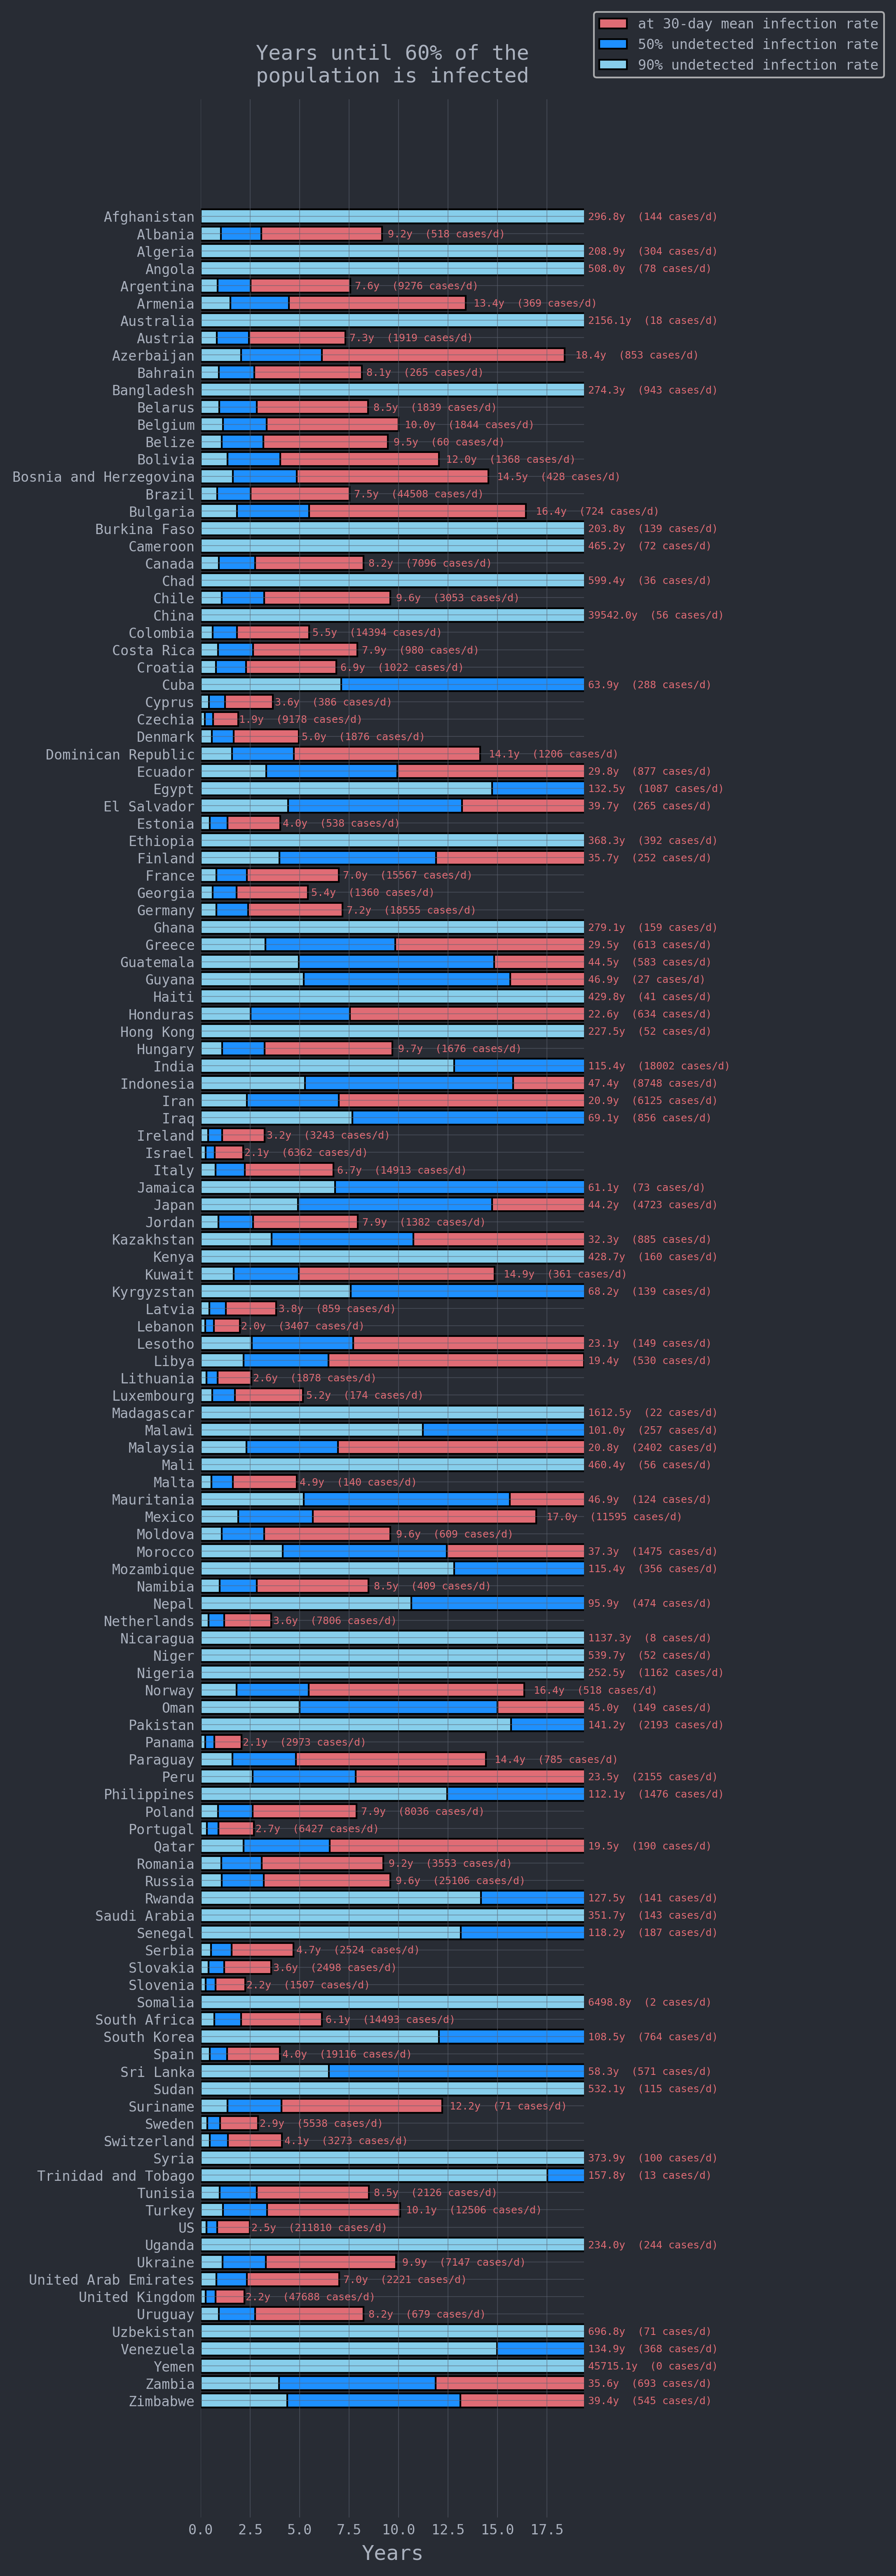 at 30-day mean infection rate
50% undetected infection rate
90% undetected infection rate
Years until 60% of the
population is infected
Afghanistan 296.8y (144 cases/d)
Albania 9.2y (518 cases/d)
Algeria 208.9y (304 cases/d)
Angola 508.0y (78 cases/d)
Argentina 7.6y (9276 cases/d)
Armenia 13.4y (369 cases/d)
Australia 2156.1y (18 cases/d)
Austria 7.3y (1919 cases/d)
Azerbaijan 18.4y (853 cases/d)
Bahrain 8.1y (265 cases/d)
Bangladesh 274.3y (943 cases/d)
Belarus 8.5y (1839 cases/d)
Belgium 10.0y (1844 cases/d)
Belize 9.5y (60 cases/d)
Bolivia 12.0y (1368 cases/d)
Bosnia and Herzegovina 14.5y (428 cases/d)
Brazil 7.5y (44508 cases/d)
Bulgaria 16.4y (724 cases/d)
Burkina Faso 203.8y (139 cases/d)
Cameroon 465.2y (72 cases/d)
Canada 8.2y (7096 cases/d)
Chad 599.4y (36 cases/d)
Chile 9.6y (3053 cases/d)
China 39542.0y (56 cases/d)
Colombia 5.5y (14394 cases/d)
Costa Rica 7.9y (980 cases/d)
Croatia 6.9y (1022 cases/d)
Cuba 63.9y (288 cases/d)
Cyprus 3.6y (386 cases/d)
Czechia 1.9y (9178 cases/d)
Denmark 5.0y (1876 cases/d)
Dominican Republic 14.1y (1206 cases/d)
Ecuador 29.8y (877 cases/d)
Egypt 132.5y (1087 cases/d)
El Salvador 39.7y (265 cases/d)
Estonia 4.0y (538 cases/d)
Ethiopia 368.3y (392 cases/d)
Finland 35.7y (252 cases/d)
France 7.0y (15567 cases/d)
Georgia 5.4y (1360 cases/d)
Germany 7.2y (18555 cases/d)
Ghana 279.1y (159 cases/d)
Greece 29.5y (613 cases/d)
Guatemala 44.5y (583 cases/d)
Guyana 46.9y (27 cases/d)
Haiti 429.8y (41 cases/d)
Honduras 22.6y (634 cases/d)
Hong Kong 227.5y (52 cases/d)
Hungary 9.7y (1676 cases/d)
India 115.4y (18002 cases/d)
Indonesia 47.4y (8748 cases/d)
Iran 20.9y (6125 cases/d)
Iraq 69.1y (856 cases/d)
Ireland 3.2y (3243 cases/d)
Israel 2.1y (6362 cases/d)
Italy 6.7y (14913 cases/d)
Jamaica 61.1y (73 cases/d)
Japan 44.2y (4723 cases/d)
Jordan 7.9y (1382 cases/d)
Kazakhstan 32.3y (885 cases/d)
Kenya 428.7y (160 cases/d)
Kuwait 14.9y (361 cases/d)
Kyrgyzstan 68.2y (139 cases/d)
Latvia 3.8y (859 cases/d)
Lebanon 2.0y (3407 cases/d)
Lesotho 23.1y (149 cases/d)
Libya 19.4y (530 cases/d)
Lithuania 2.6y (1878 cases/d)
Luxembourg 5.2y (174 cases/d)
Madagascar 1612.5y (22 cases/d)
Malawi 101.0y (257 cases/d)
Malaysia 20.8y (2402 cases/d)
Mali 460.4y (56 cases/d)
Malta 4.9y (140 cases/d)
Mauritania 46.9y (124 cases/d)
Mexico 17.0y (11595 cases/d)
Moldova 9.6y (609 cases/d)
Morocco 37.3y (1475 cases/d)
Mozambique 115.4y (356 cases/d)
Namibia 8.5y (409 cases/d)
Nepal 95.9y (474 cases/d)
Netherlands 3.6y (7806 cases/d)
Nicaragua 1137.3y (8 cases/d)
Niger 539.7y (52 cases/d)
Nigeria 252.5y (1162 cases/d)
Norway 16.4y (518 cases/d)
Oman 45.0y (149 cases/d)
Pakistan 141.2y (2193 cases/d)
Panama 2.1y (2973 cases/d)
Paraguay 14.4y (785 cases/d)
Peru 23.5y (2155 cases/d)
Philippines 112.1y (1476 cases/d)
Poland 7.9y (8036 cases/d)
Portugal 2.7y (6427 cases/d)
Qatar 19.5y (190 cases/d)
Romania 9.2y (3553 cases/d)
Russia 9.6y (25106 cases/d)
Rwanda 127.5y (141 cases/d)
Saudi Arabia 351.7y (143 cases/d)
Senegal 118.2y (187 cases/d)
Serbia 4.7y (2524 cases/d)
Slovakia 3.6y (2498 cases/d)
Slovenia 2.2y (1507 cases/d)
Somalia 6498.8y (2 cases/d)
South Africa 6.1y (14493 cases/d)
South Korea 108.5y (764 cases/d)
Spain 4.0y (19116 cases/d)
Sri Lanka 58.3y (571 cases/d)
Sudan 532.1y (115 cases/d)
Suriname 12.2y (71 cases/d)
Sweden 2.9y (5538 cases/d)
Switzerland 4.1y (3273 cases/d)
Syria 373.9y (100 cases/d)
Trinidad and Tobago 157.8y (13 cases/d)
Tunisia 8.5y (2126 cases/d)
Turkey 10.1y (12506 cases/d)
US 2.5y (211810 cases/d)
Uganda 234.0y (244 cases/d)
Ukraine 9.9y (7147 cases/d)
United Arab Emirates 7.0y (2221 cases/d)
United Kingdom 2.2y (47688 cases/d)
Uruguay 8.2y (679 cases/d)
Uzbekistan 696.8y (71 cases/d)
Venezuela 134.9y (368 cases/d)
Yemen 45715.1y (0 cases/d)
Zambia 35.6y (693 cases/d)
Zimbabwe 39.4y (545 cases/d)
0.0 2.5 5.0 7.5 10.0 12.5 15.0 17.5
Years